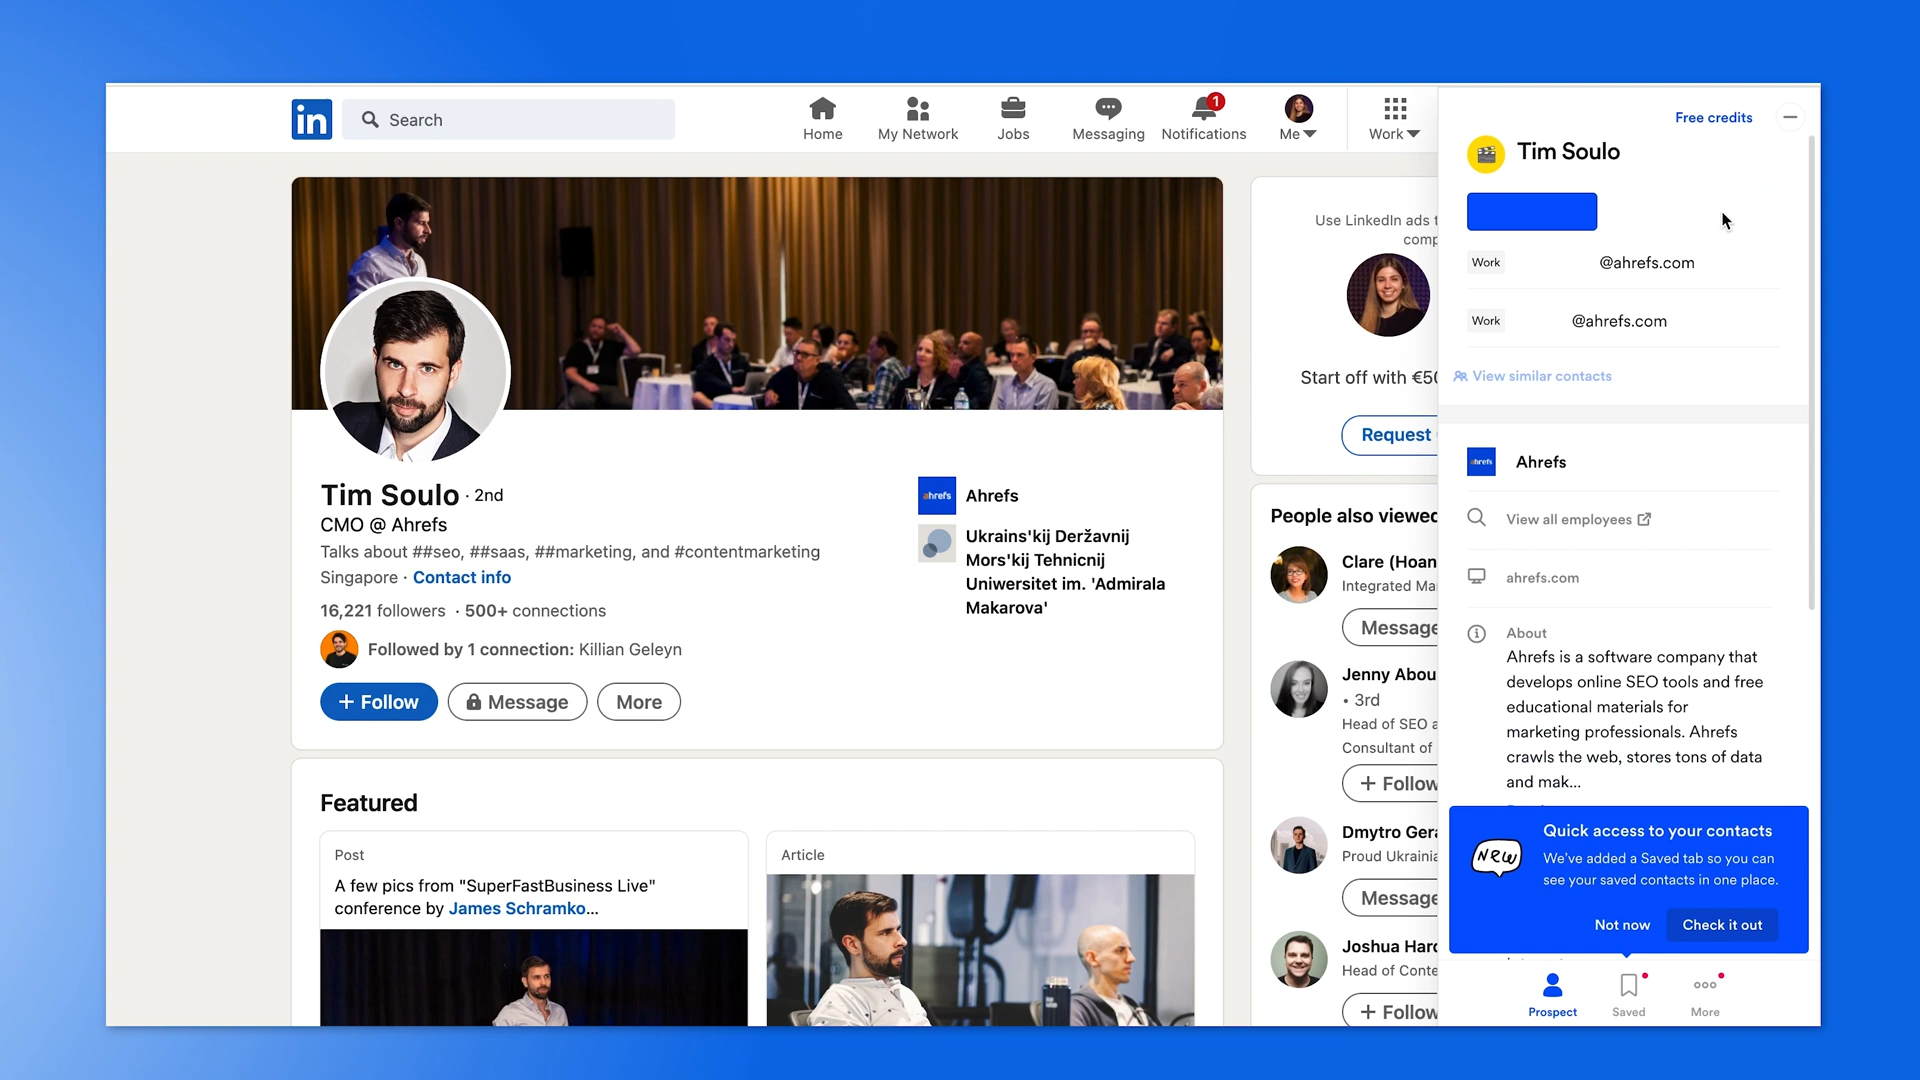 in
Search
Home
My Network
Jobs
Messaging
1
Notifications
Me
Work
Tim Soulo · 2nd
CMO @ Ahrefs
Talks about ##seo, ##saas, ##marketing, and #contentmarketing
Singapore · Contact info
16,221 followers · 500+ connections
Followed by 1 connection: Killian Geleyn
+ Follow
Message
More
ahrefs
Ahrefs
Ukrains'kij Deržavnij
Mors'kij Tehnicnij
Uniwersitet im. 'Admirala
Makarova'
Featured
Post
A few pics from "SuperFastBusiness Live"
conference by James Schramko...
Article
Use LinkedIn ads t
comp
Start off with €50
Request
People also viewed
Clare (Hoan
Integrated Ma
Message
Jenny Abou
• 3rd
Head of SEO a
Consultant of
+ Follow
Dmytro Gera
Proud Ukrainia
Message
Joshua Hard
Head of Conte
+ Follow
Free credits
Tim Soulo
Work @ahrefs.com
Work @ahrefs.com
View similar contacts
ahrefs
Ahrefs
View all employees
ahrefs.com
About
Ahrefs is a software company that
develops online SEO tools and free
educational materials for
marketing professionals. Ahrefs
crawls the web, stores tons of data
and mak...
NEW
Quick access to your contacts
We've added a Saved tab so you can
see your saved contacts in one place.
Not now
Check it out
Prospect
Saved
More